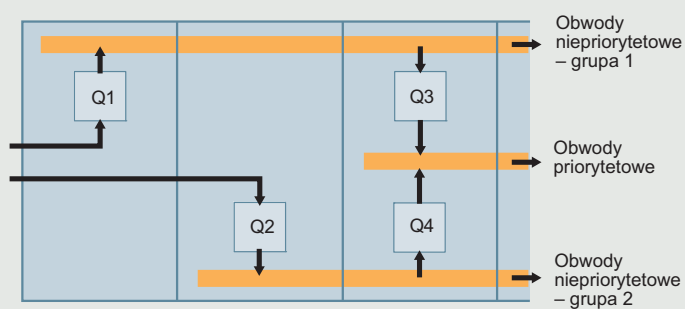 Obwody
niepriorytetowe
– grupa 1
Q1
Q3
Obwody
priorytetowe
Q2
Q4
Obwody
niepriorytetowe
– grupa 2